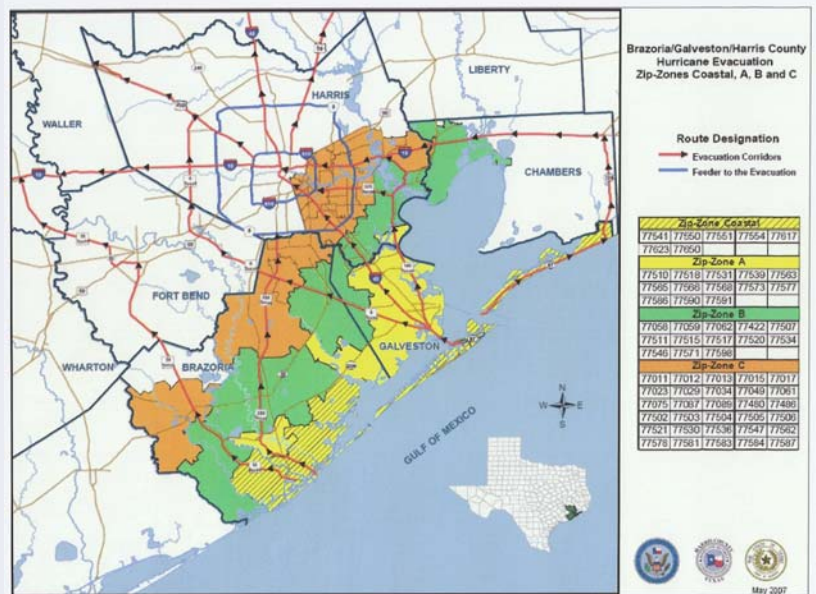 Brazoria/Galveston/Harris County
Hurricane Evacuation
Zip-Zones Coastal, A, B and C
Route Designation
Evacuation Corridors
Feeder to the Evacuation
Zip-Zone Coastal
77541 77550 77551 77554 77617
77623 77650
Zip-Zone A
77510 77518 77531 77539 77563
77565 77566 77568 77573 77577
77586 77590 77591
Zip-Zone B
77058 77059 77062 77422 77507
77511 77515 77517 77520 77534
77546 77571 77598
Zip-Zone C
77011 77012 77013 77015 77017
77023 77029 77034 77049 77061
77075 77087 77089 77480 77486
77502 77503 77504 77505 77506
77521 77530 77536 77547 77562
77578 77581 77583 77584 77587
May 2007
LIBERTY
HARRIS
WALLER
CHAMBERS
FORT BEND
GALVESTON
WHARTON
BRAZORIA
GULF OF MEXICO
N
W E
S